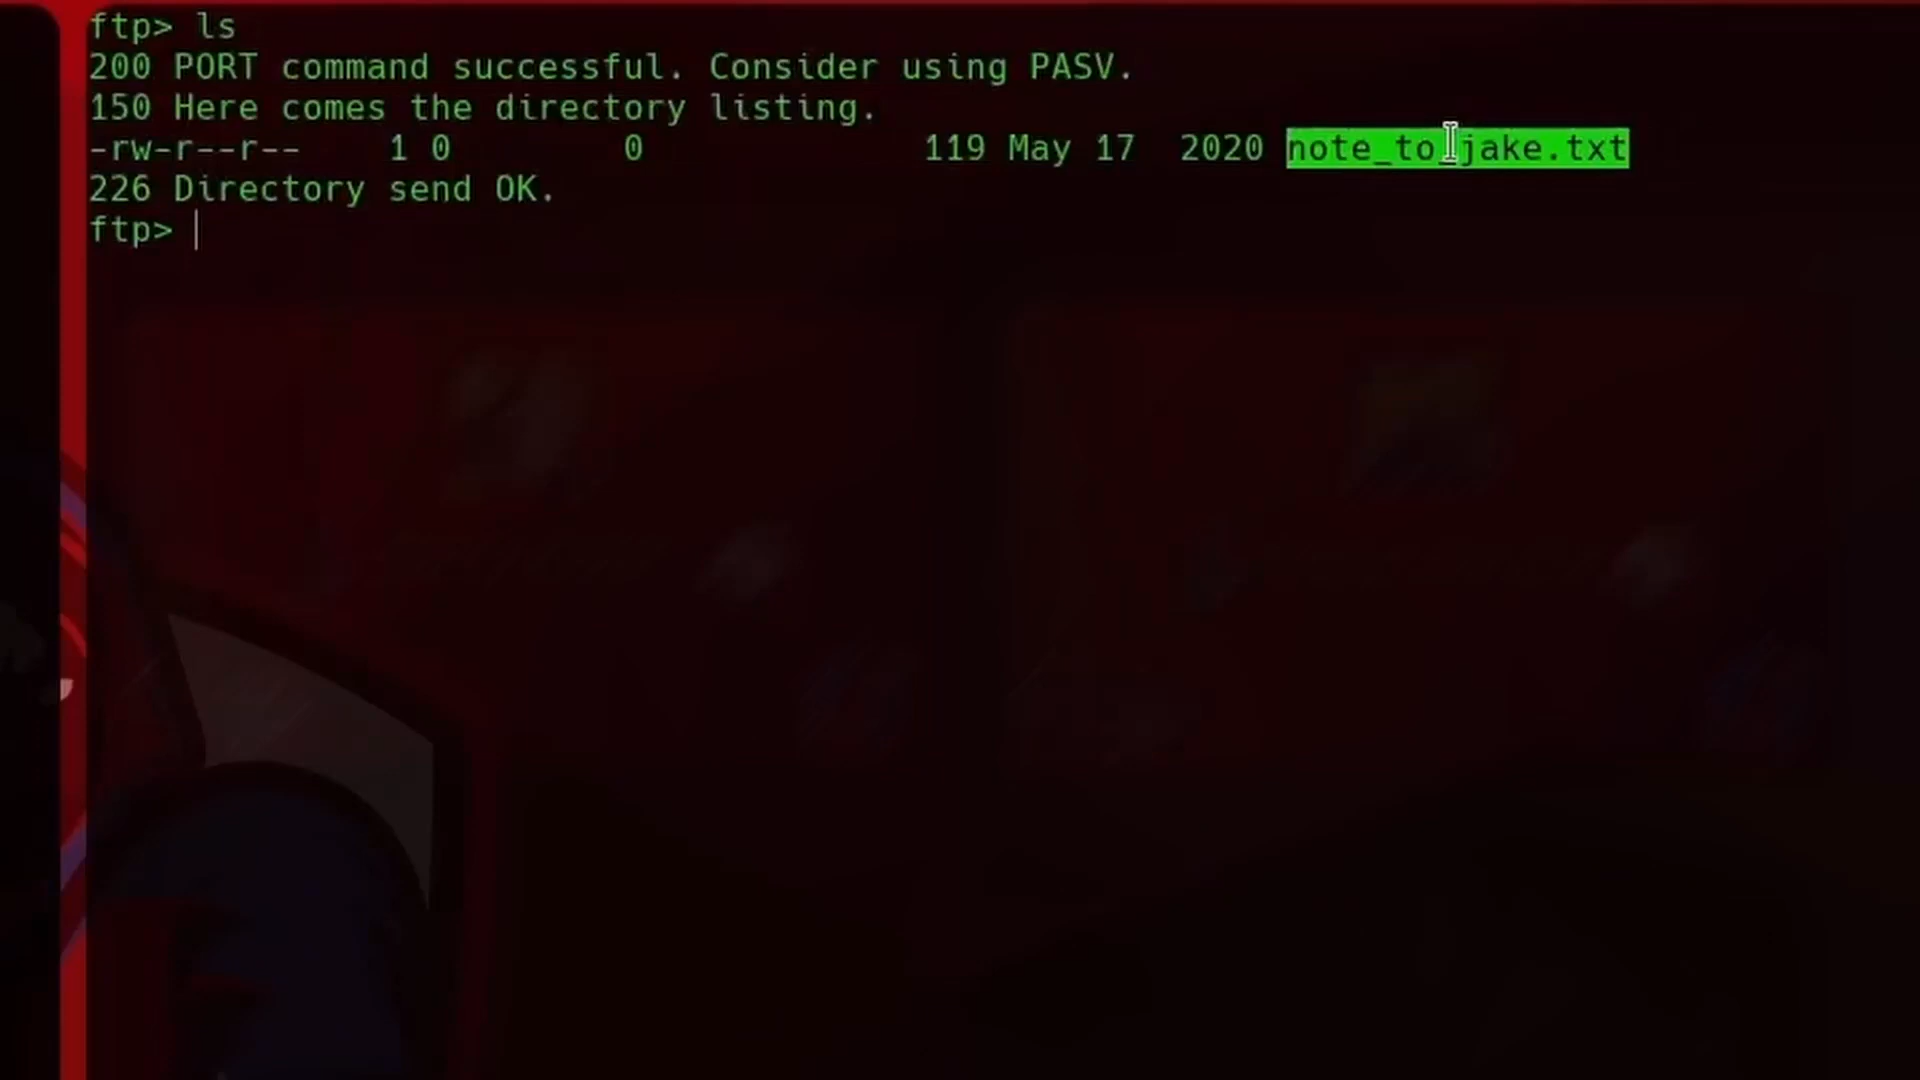 ftp> ls
200 PORT command successful. Consider using PASV.
150 Here comes the directory listing.
-rw-r--r--    1 0        0             119 May 17  2020 note_to_jake.txt
226 Directory send OK.
ftp>